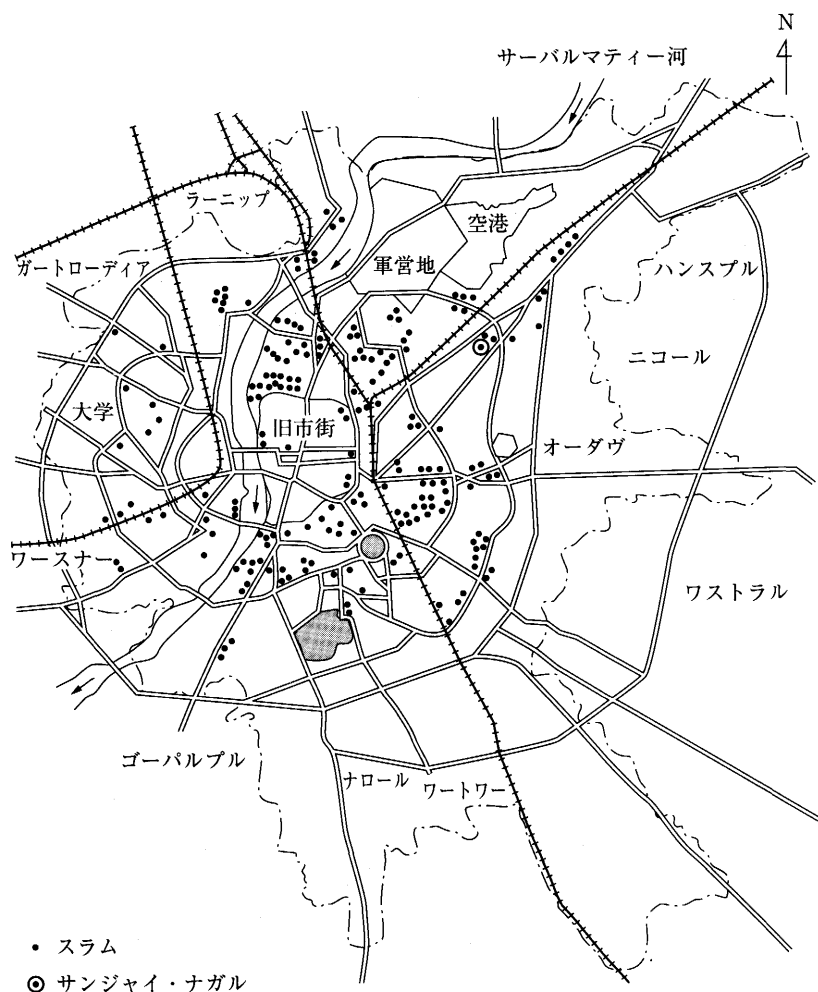 N
サーバルマティー河
ラーニップ
空港
ガートローディア
軍営地
ハンスプル
ニコール
大学
旧市街
オーダヴ
ワースナー
ワストラル
ゴーパルプル
ナロール
ワートワー
スラム
サンジャイ・ナガル